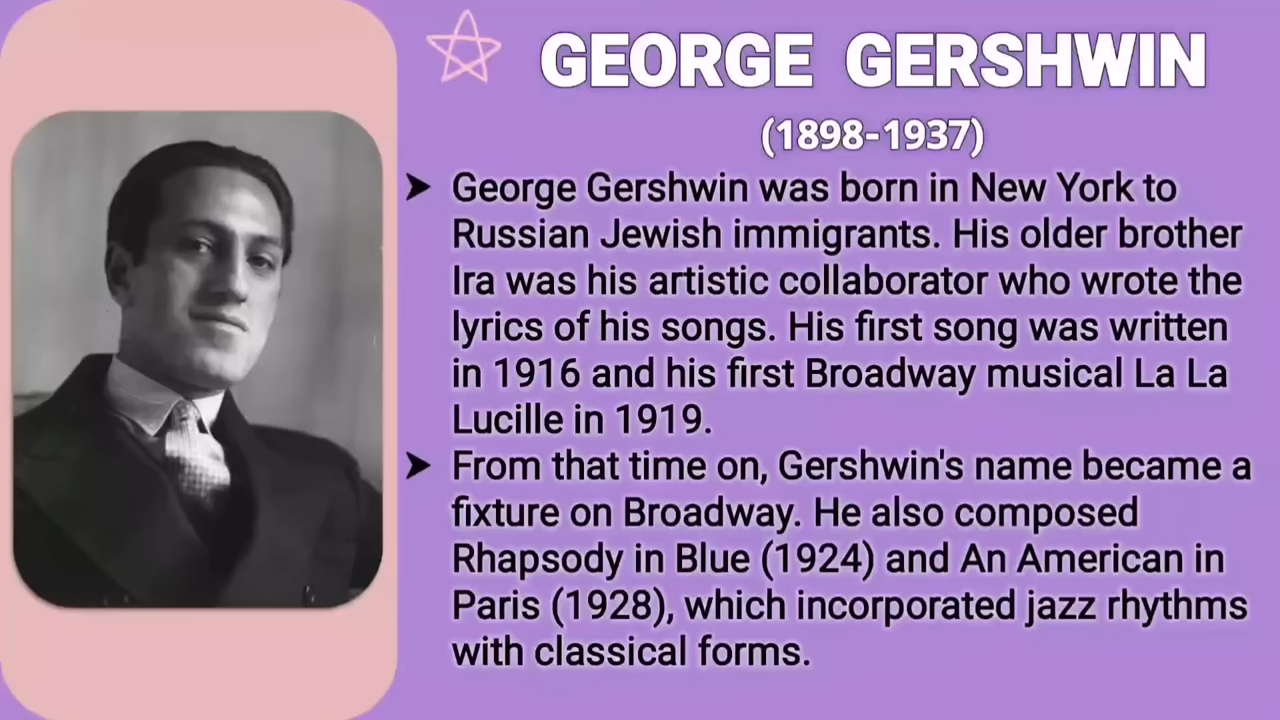 GEORGE GERSHWIN
(1898-1937)
➤ George Gershwin was born in New York to
Russian Jewish immigrants. His older brother
Ira was his artistic collaborator who wrote the
lyrics of his songs. His first song was written
in 1916 and his first Broadway musical La La
Lucille in 1919.
➤ From that time on, Gershwin's name became a
fixture on Broadway. He also composed
Rhapsody in Blue (1924) and An American in
Paris (1928), which incorporated jazz rhythms
with classical forms.